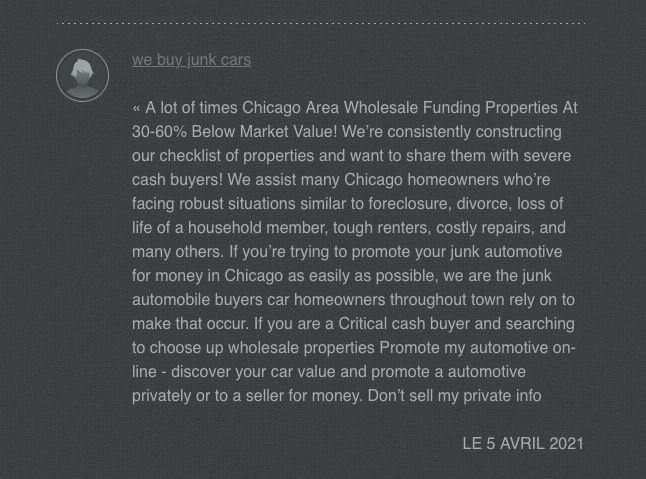 we buy junk cars
« A lot of times Chicago Area Wholesale Funding Properties At
30-60% Below Market Value! We’re consistently constructing
our checklist of properties and want to share them with severe
cash buyers! We assist many Chicago homeowners who’re
facing robust situations similar to foreclosure, divorce, loss of
life of a household member, tough renters, costly repairs, and
many others. If you’re trying to promote your junk automotive
for money in Chicago as easily as possible, we are the junk
automobile buyers car homeowners throughout town rely on to
make that occur. If you are a Critical cash buyer and searching
to choose up wholesale properties Promote my automotive on-
line - discover your car value and promote a automotive
privately or to a seller for money. Don’t sell my private info
LE 5 AVRIL 2021